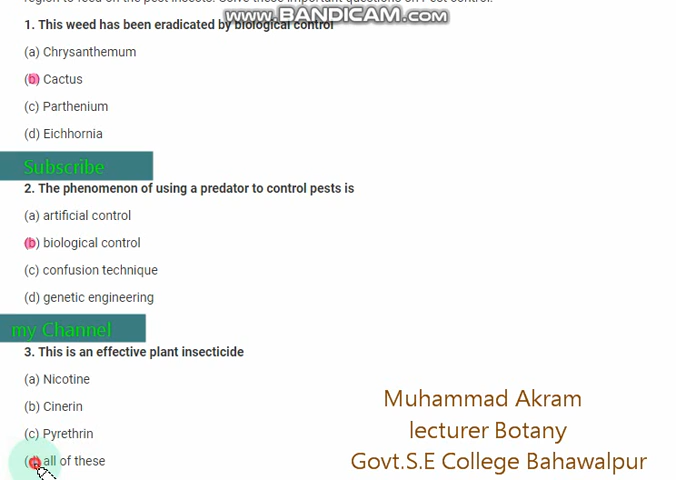 WWW.BANDICAM.COM
1. This weed has been eradicated by biological control
(a) Chrysanthemum
(b) Cactus
(c) Parthenium
(d) Eichhornia
Subscribe
2. The phenomenon of using a predator to control pests is
(a) artificial control
(b) biological control
(c) confusion technique
(d) genetic engineering
my Channel
3. This is an effective plant insecticide
(a) Nicotine
(b) Cinerin
(c) Pyrethrin
(d) all of these
Muhammad Akram
lecturer Botany
Govt.S.E College Bahawalpur